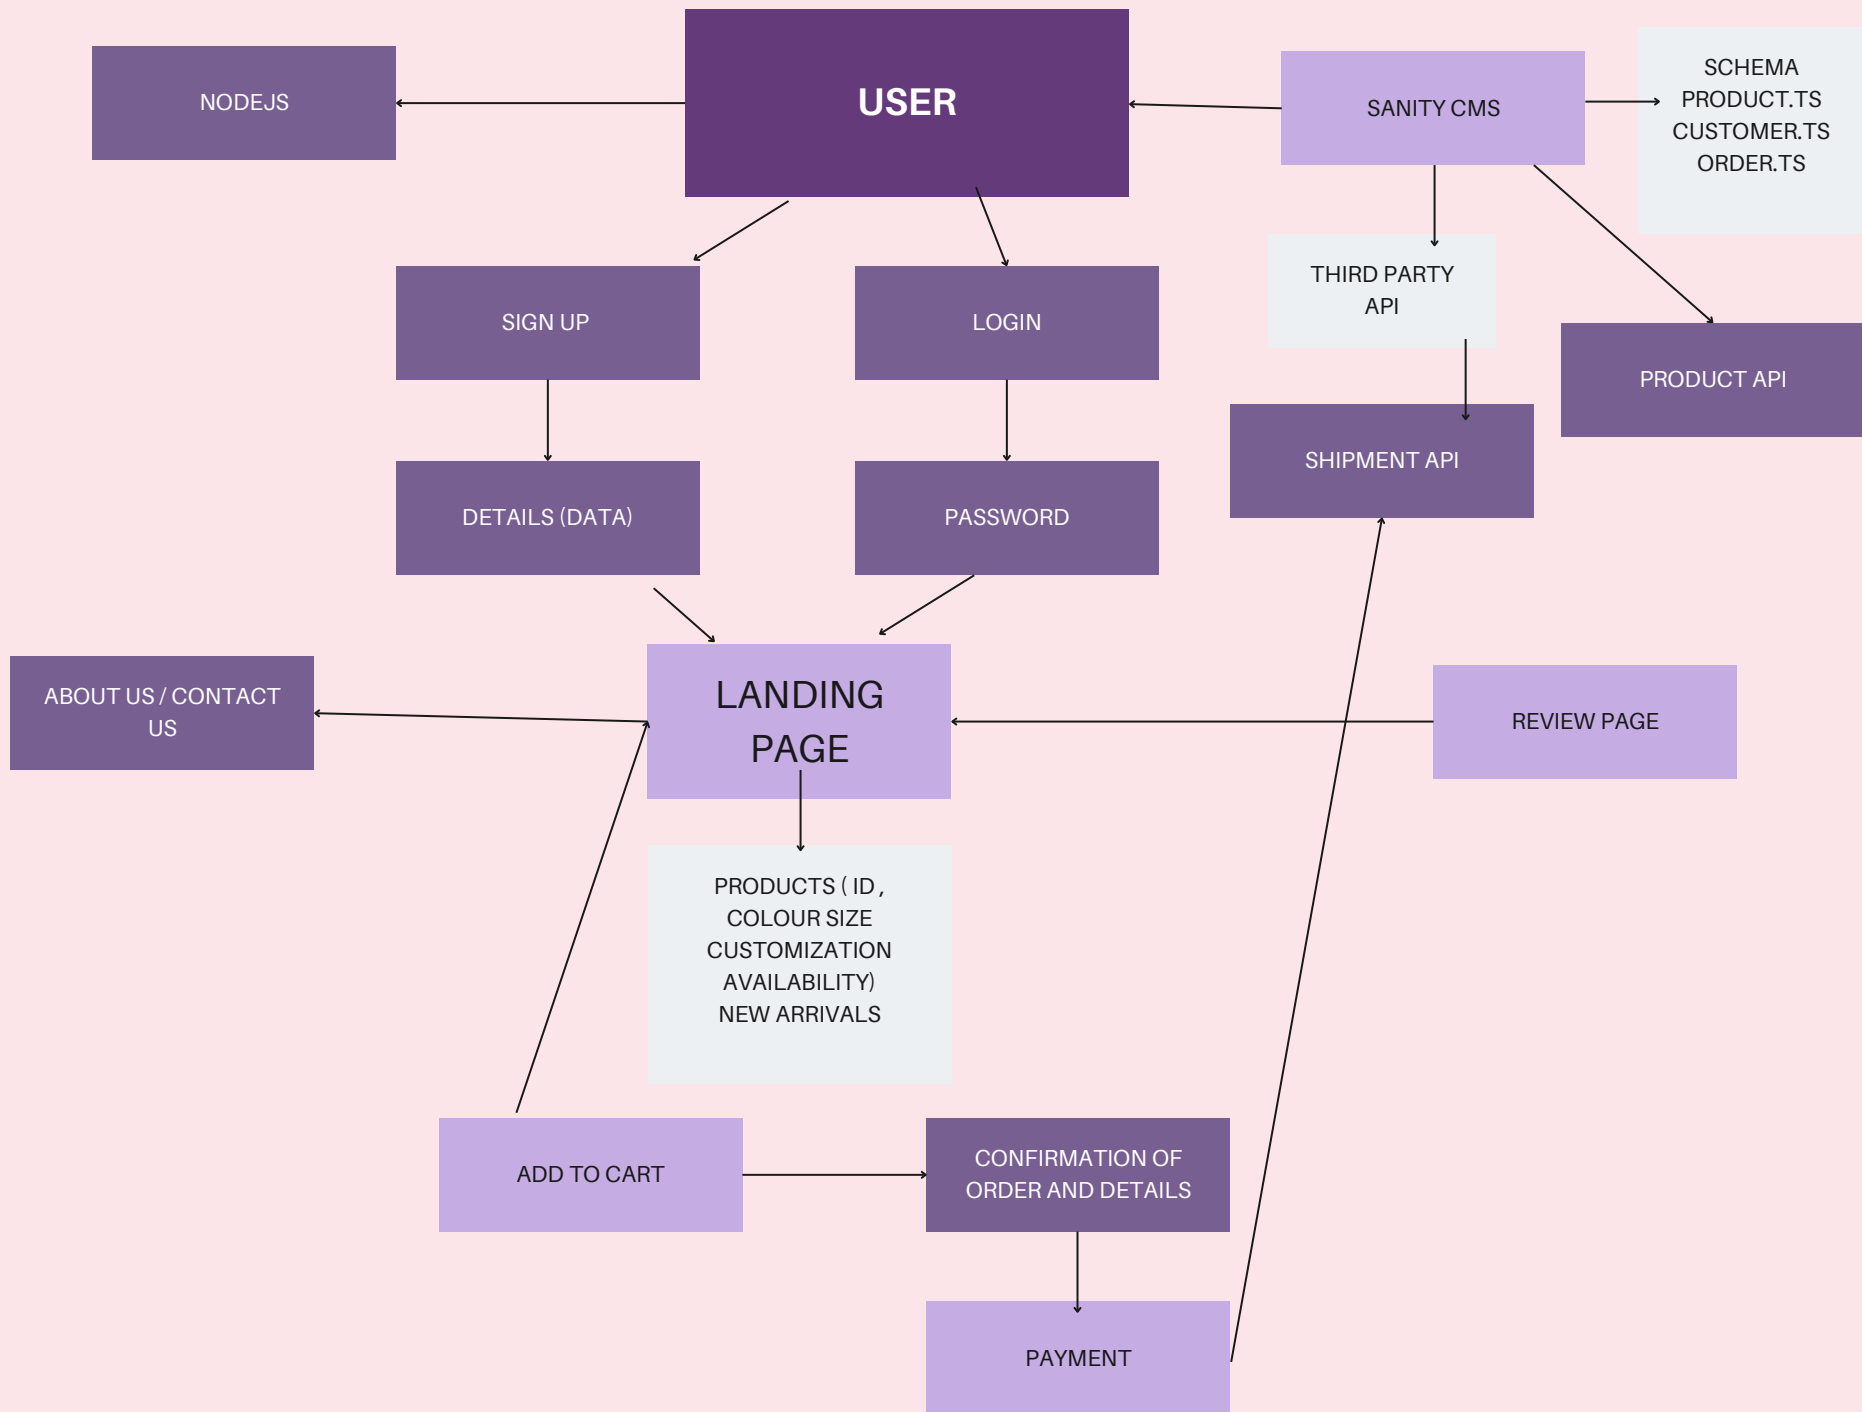 NODEJS
USER
SANITY CMS
SCHEMA
PRODUCT.TS
CUSTOMER.TS
ORDER.TS
SIGN UP
LOGIN
THIRD PARTY
API
PRODUCT API
DETAILS (DATA)
PASSWORD
SHIPMENT API
ABOUT US / CONTACT
US
LANDING
PAGE
REVIEW PAGE
PRODUCTS ( ID ,
COLOUR SIZE
CUSTOMIZATION
AVAILABILITY)
NEW ARRIVALS
ADD TO CART
CONFIRMATION OF
ORDER AND DETAILS
PAYMENT